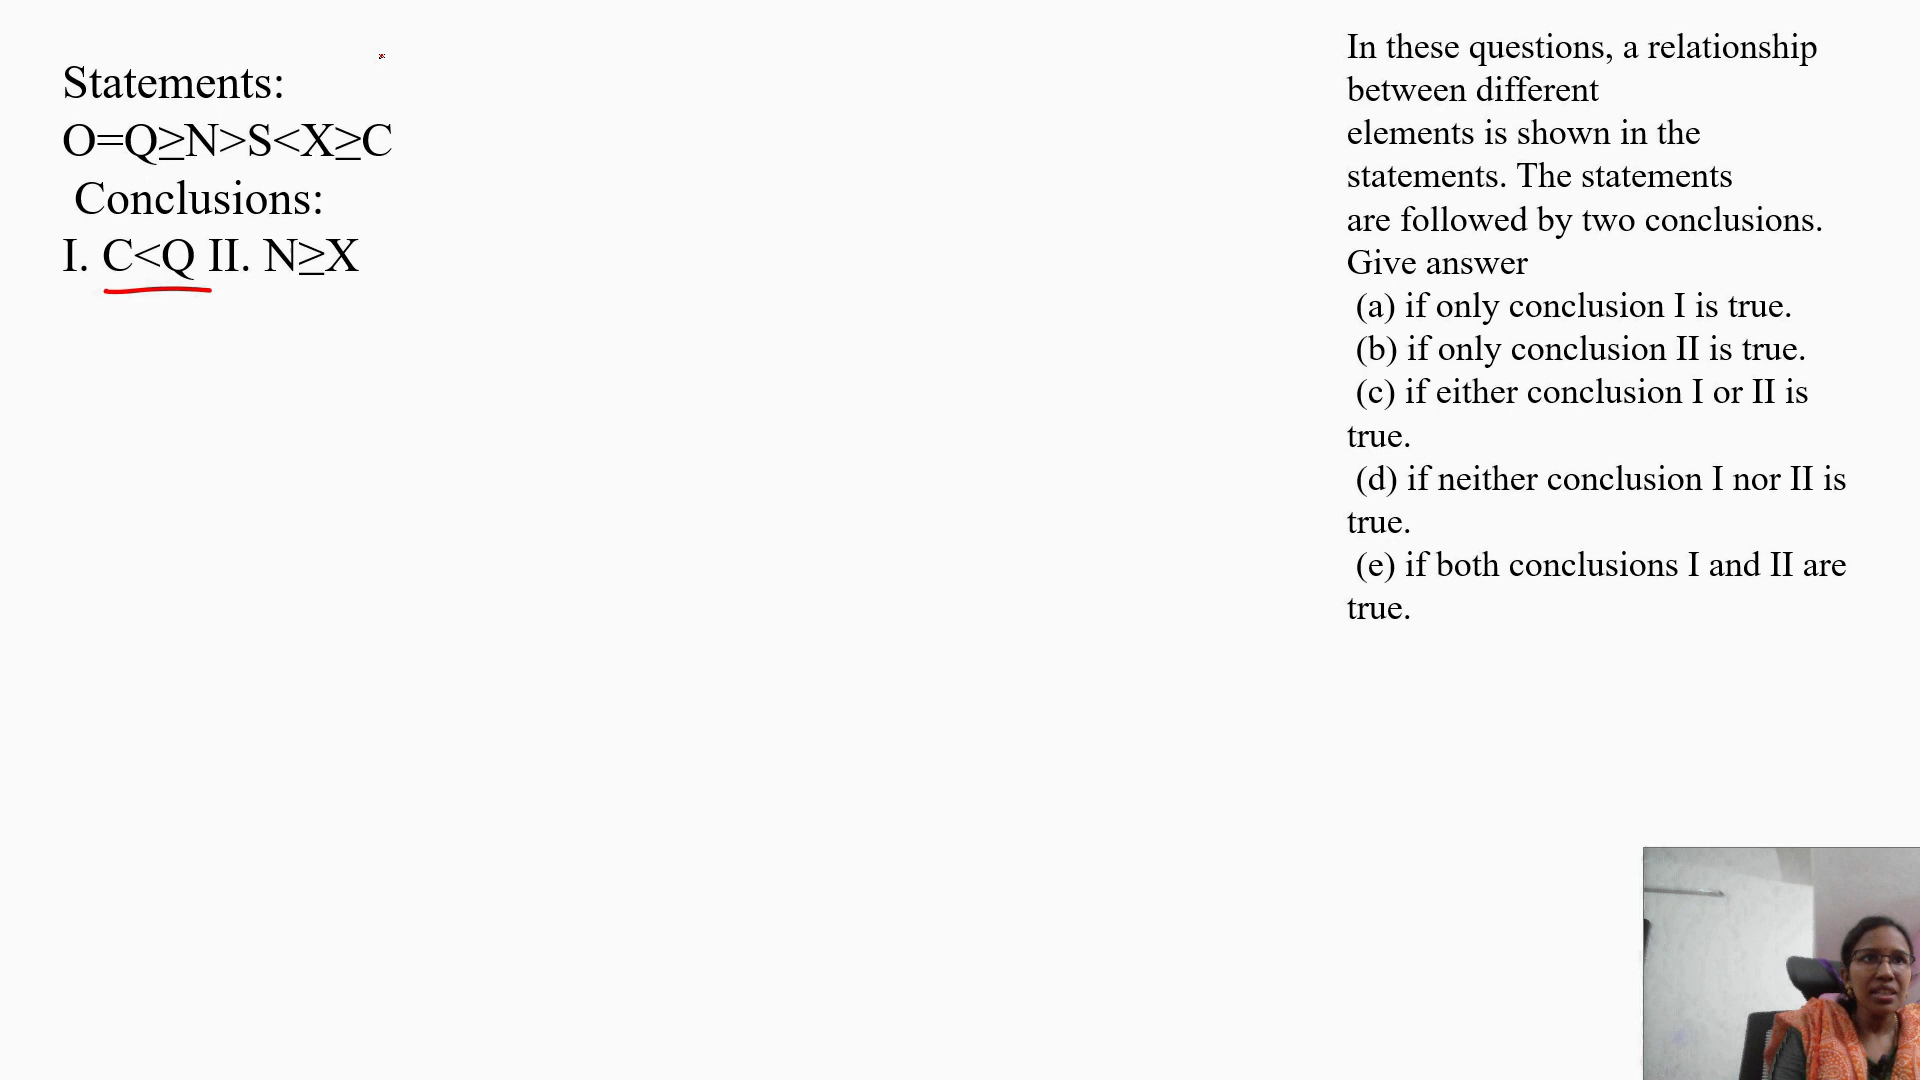 Statements:
O=Q≥N>S<X≥C
Conclusions:
I. C<Q II. N≥X
In these questions, a relationship
between different
elements is shown in the
statements. The statements
are followed by two conclusions.
Give answer
(a) if only conclusion I is true.
(b) if only conclusion II is true.
(c) if either conclusion I or II is
true.
(d) if neither conclusion I nor II is
true.
(e) if both conclusions I and II are
true.